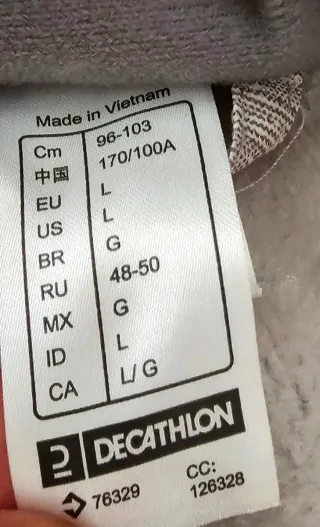 Made in Vietnam
Cm 96-103
中国 170/100A
EU L
US L
BR G
RU 48-50
MX G
ID L
CA L/ G
DECATHLON
76329 CC:
126328